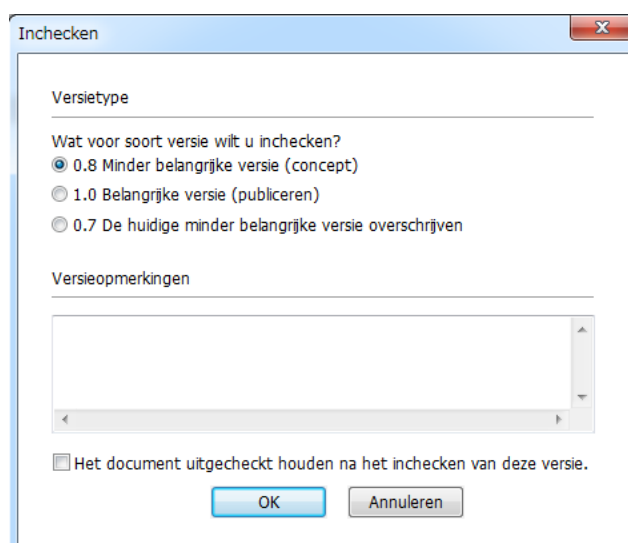 Inchecken
Versietype
Wat voor soort versie wilt u inchecken?
0.8 Minder belangrijke versie (concept)
1.0 Belangrijke versie (publiceren)
0.7 De huidige minder belangrijke versie overschrijven
Versieopmerkingen
Het document uitgecheckt houden na het inchecken van deze versie.
OK
Annuleren